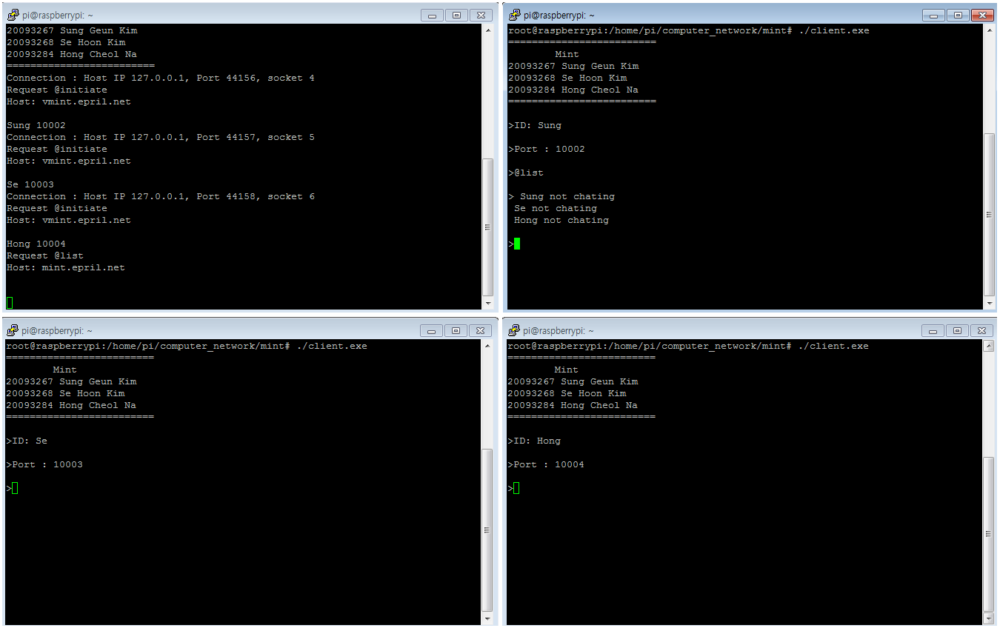 pi@raspberrypi: ~
20093267 Sung Geun Kim
20093268 Se Hoon Kim
20093284 Hong Cheol Na
=========================
Connection : Host IP 127.0.0.1, Port 44156, socket 4
Request @initiate
Host: vmint.epril.net
Sung 10002
Connection : Host IP 127.0.0.1, Port 44157, socket 5
Request @initiate
Host: vmint.epril.net
Se 10003
Connection : Host IP 127.0.0.1, Port 44158, socket 6
Request @initiate
Host: vmint.epril.net
Hong 10004
Request @list
Host: mint.epril.net
pi@raspberrypi: ~
root@raspberrypi:/home/pi/computer_network/mint# ./client.exe
=========================
Mint
20093267 Sung Geun Kim
20093268 Se Hoon Kim
20093284 Hong Cheol Na
=========================
>ID: Sung
>Port : 10002
>@list
> Sung not chating
Se not chating
Hong not chating
>
pi@raspberrypi: ~
root@raspberrypi:/home/pi/computer_network/mint# ./client.exe
=========================
Mint
20093267 Sung Geun Kim
20093268 Se Hoon Kim
20093284 Hong Cheol Na
=========================
>ID: Se
>Port : 10003
>
pi@raspberrypi: ~
root@raspberrypi:/home/pi/computer_network/mint# ./client.exe
=========================
Mint
20093267 Sung Geun Kim
20093268 Se Hoon Kim
20093284 Hong Cheol Na
=========================
>ID: Hong
>Port : 10004
>